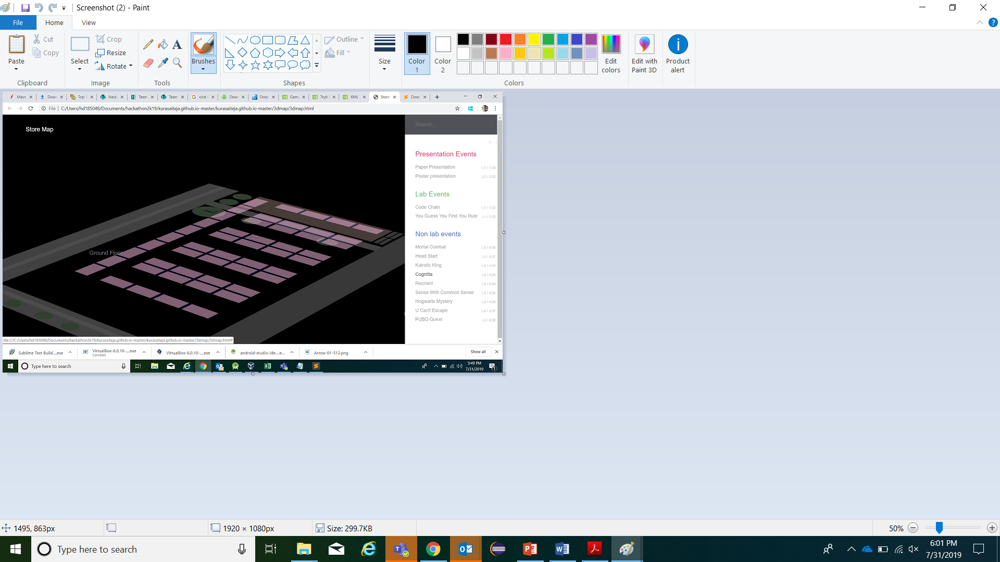 Screenshot (2) - Paint
File Home View
Paste
Cut
Copy
Clipboard
Select
Crop
Resize
Rotate
Image
A
Tools
Brushes
Outline
Fill
Shapes
Size
Color 1
Color 2
Edit colors
Colors
Edit with Paint 3D
Product alert
Mave Down Top Hack Team Team cicd Down Down Game Tryit XML Store Down
File | C:/Users/hd185048/Documents/hackathon2k19/kurasaiteja.github.io-master/kurasaiteja.github.io-master/3dmap/3dmap.html
Store Map
Ground Floor
Search...
A - Z
Presentation Events
Paper Presentation L1 / 1.04
Poster presentation L2 / 2.02
Lab Events
Code Chain L1 / 1.02
You Guess You Find You Rule L1 / 1.03
Non lab events
Mortal Combat L4 / 4.00
Head Start L4 / 4.01
Kairotic King L4 / 4.02
Cognitia L4 / 4.03
Reorient L4 / 4.04
Sense With Common Sense L4 / 4.05
Hogwarts Mystery L4 / 4.06
U Can't Escape L4 / 4.07
PUBQ Quest L4 / 4.08
file:///C:/Users/hd185048/Documents/hackathon2k19/kurasaiteja.github.io-master/kurasaiteja.github.io-master/3dmap/3dmap.html#
Sublime Text Build....exe
VirtualBox-6.0.10-....exe
Canceled
VirtualBox-6.0.10-....exe
android-studio-ide....e...
Arrow-01-512.png
Show all
Type here to search
5:49 PM
7/31/2019
1495, 863px
1920 × 1080px
Size: 299.7KB
50%
Type here to search
6:01 PM
7/31/2019